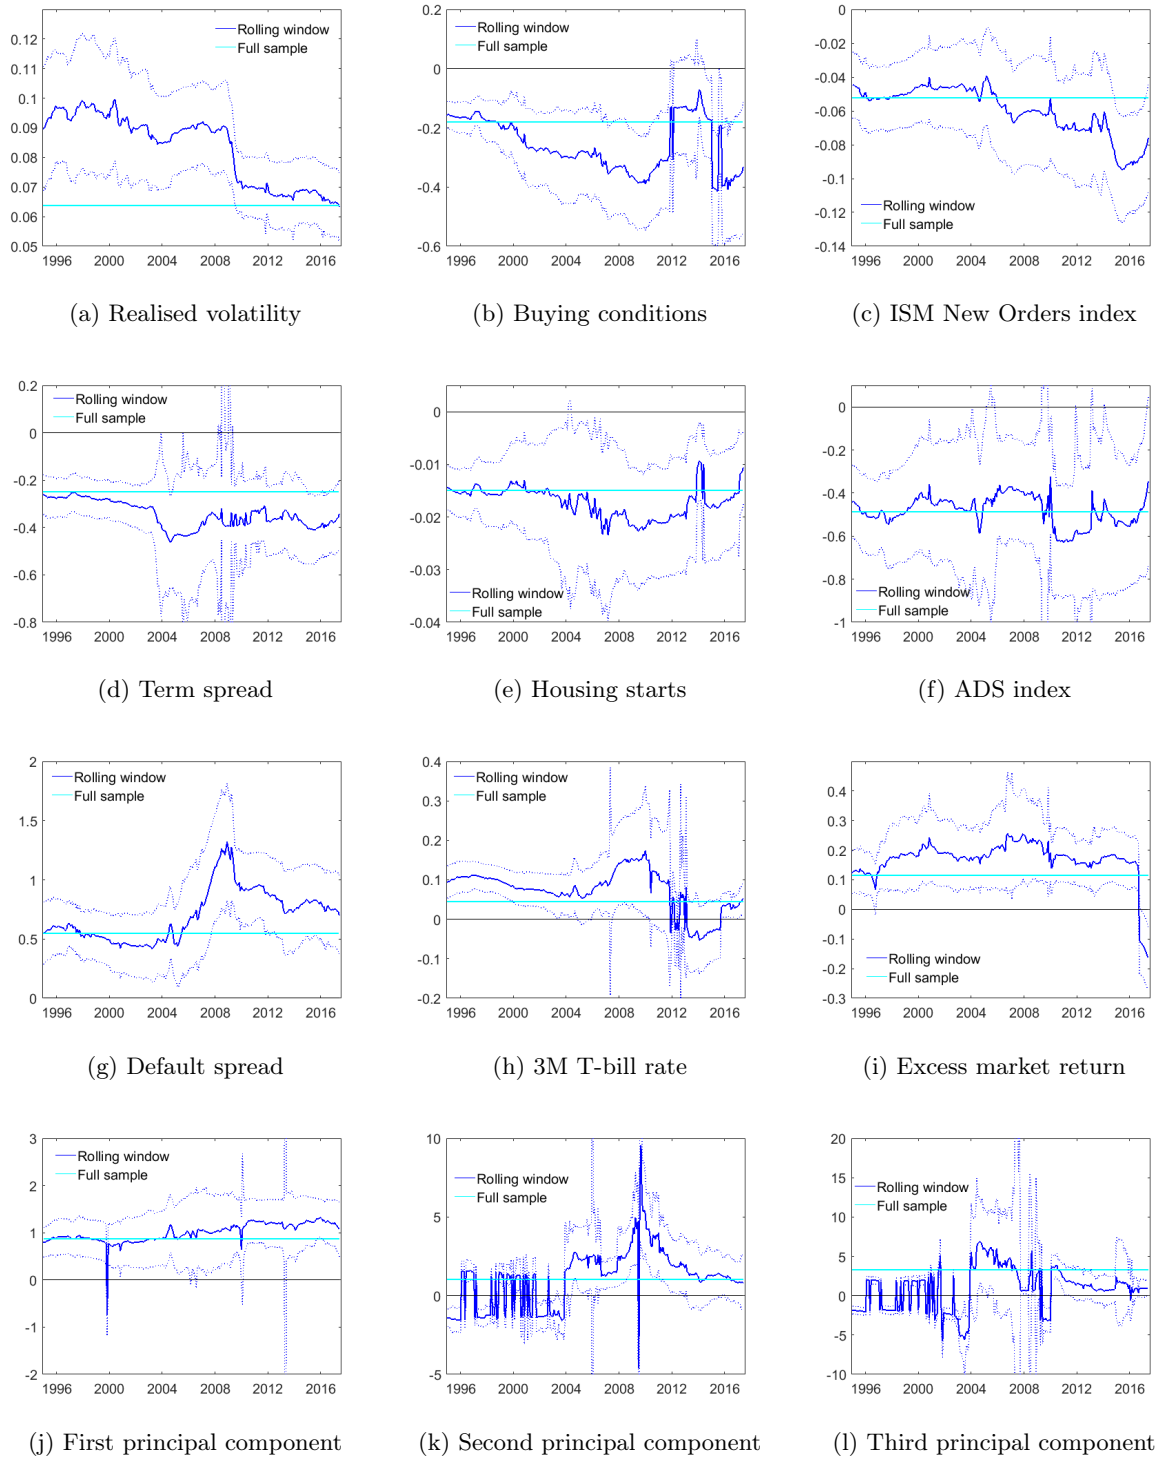 0.12
0.11
0.1
0.09
0.08
0.07
0.06
0.05
Rolling window
Full sample
1996 2000 2004 2008 2012 2016
(a) Realised volatility
0.2
0
-0.2
-0.4
-0.6
Rolling window
Full sample
1996 2000 2004 2008 2012 2016
(b) Buying conditions
0
-0.02
-0.04
-0.06
-0.08
-0.1
-0.12
-0.14
Rolling window
Full sample
1996 2000 2004 2008 2012 2016
(c) ISM New Orders index
0.2
0
-0.2
-0.4
-0.6
-0.8
Rolling window
Full sample
1996 2000 2004 2008 2012 2016
(d) Term spread
0
-0.01
-0.02
-0.03
-0.04
Rolling window
Full sample
1996 2000 2004 2008 2012 2016
(e) Housing starts
0
-0.2
-0.4
-0.6
-0.8
-1
Rolling window
Full sample
1996 2000 2004 2008 2012 2016
(f) ADS index
2
1.5
1
0.5
0
Rolling window
Full sample
1996 2000 2004 2008 2012 2016
(g) Default spread
0.4
0.3
0.2
0.1
0
-0.1
-0.2
Rolling window
Full sample
1996 2000 2004 2008 2012 2016
(h) 3M T-bill rate
0.5
0.4
0.3
0.2
0.1
0
-0.1
-0.2
-0.3
Rolling window
Full sample
1996 2000 2004 2008 2012 2016
(i) Excess market return
3
2
1
0
-1
-2
Rolling window
Full sample
1996 2000 2004 2008 2012 2016
(j) First principal component
10
5
0
-5
Rolling window
Full sample
1996 2000 2004 2008 2012 2016
(k) Second principal component
20
15
10
5
0
-5
-10
Rolling window
Full sample
1996 2000 2004 2008 2012 2016
(l) Third principal component